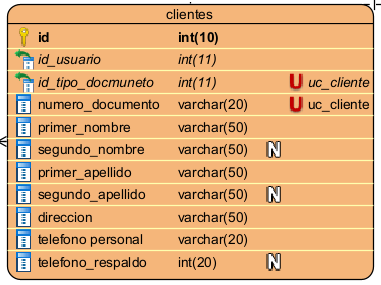 clientes
id int(10)
id_usuario int(11)
id_tipo_docmuneto int(11) U uc_cliente
numero_documento varchar(20) U uc_cliente
primer_nombre varchar(50)
segundo_nombre varchar(50) N
primer_apellido varchar(50)
segundo_apellido varchar(50) N
direccion varchar(50)
telefono personal varchar(20)
telefono_respaldo int(20) N